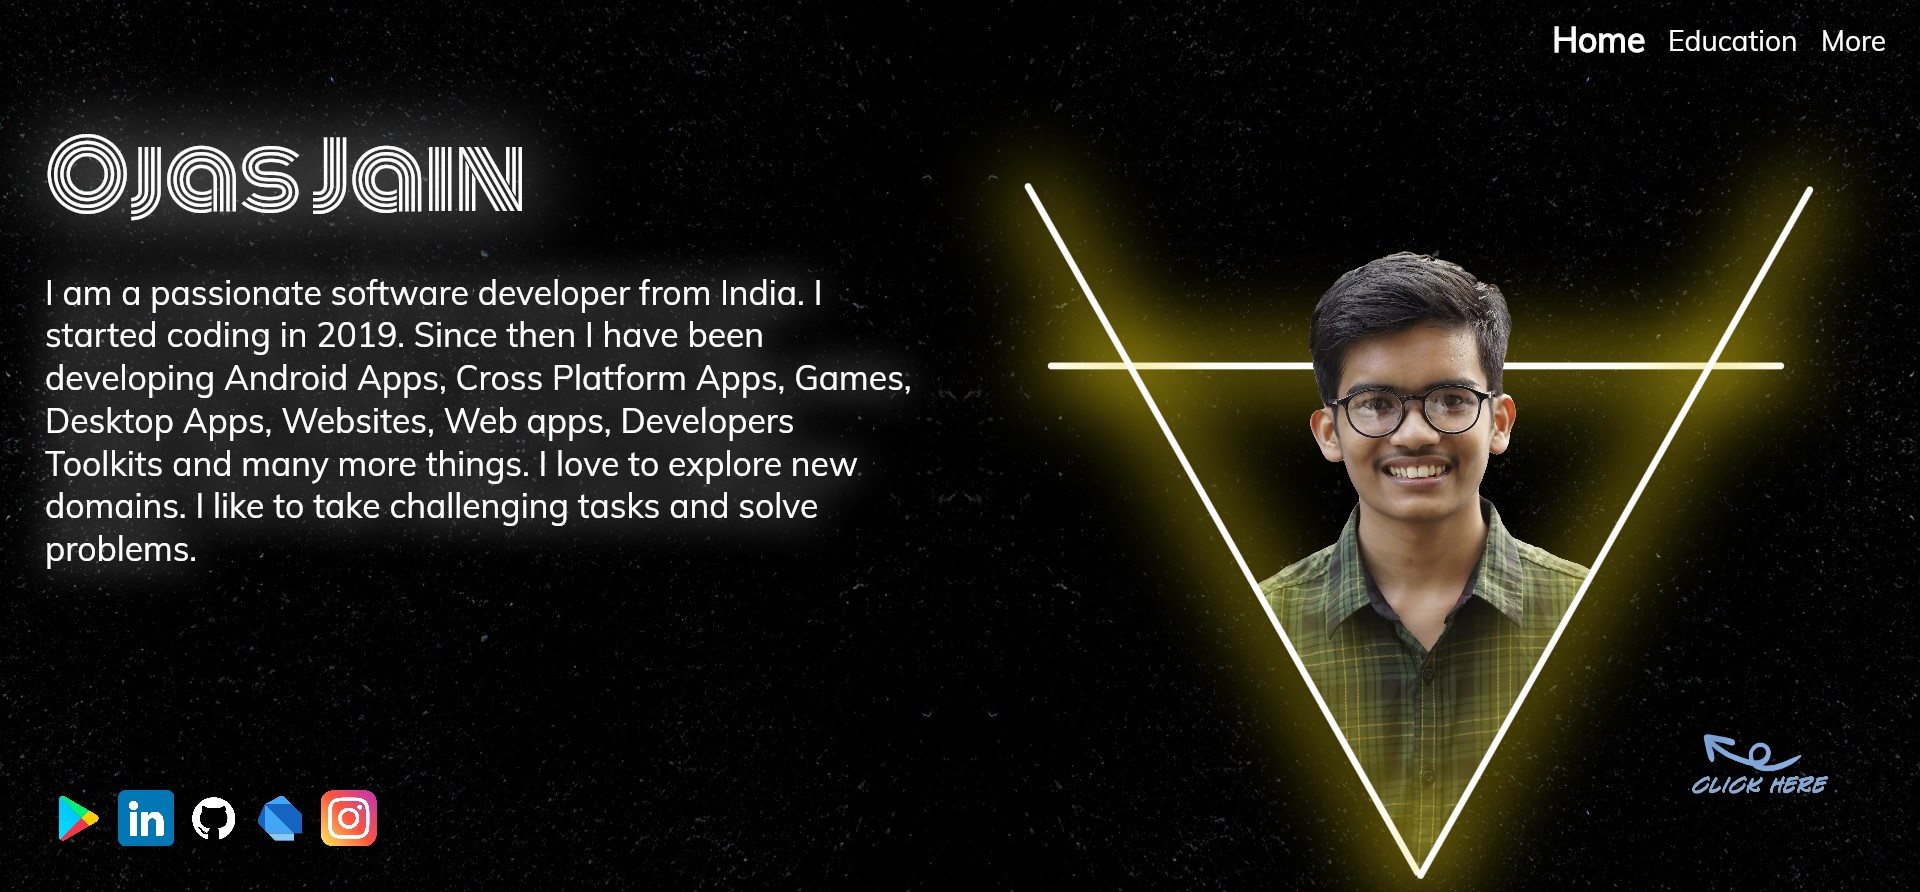 Home Education More
Ojas Jain
I am a passionate software developer from India. I
started coding in 2019. Since then I have been
developing Android Apps, Cross Platform Apps, Games,
Desktop Apps, Websites, Web apps, Developers
Toolkits and many more things. I love to explore new
domains. I like to take challenging tasks and solve
problems.
CLICK HERE
in